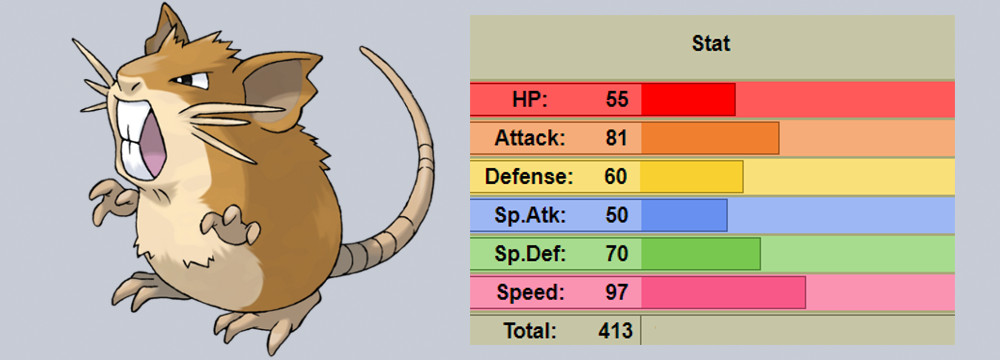 Stat
HP: 55
Attack: 81
Defense: 60
Sp.Atk: 50
Sp.Def: 70
Speed: 97
Total: 413